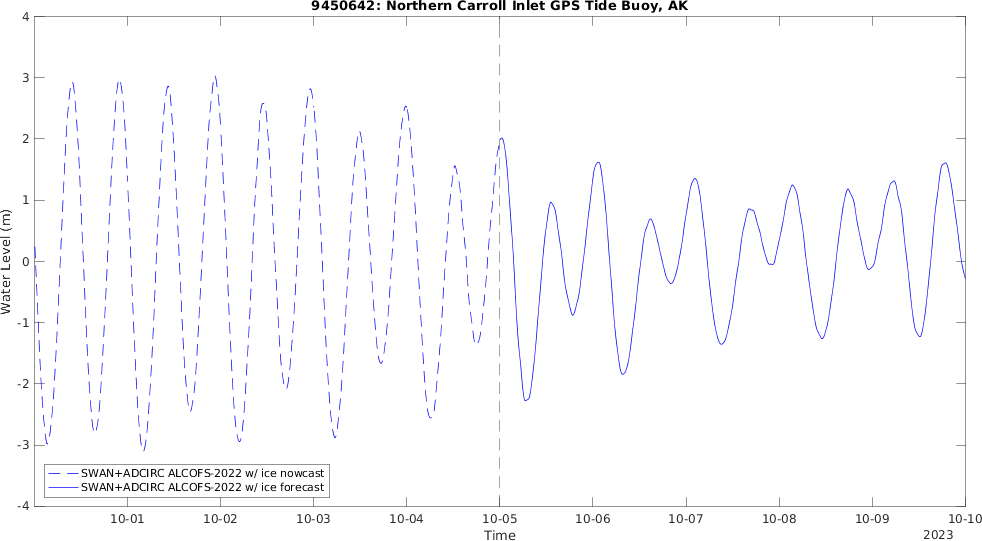 9450642: Northern Carroll Inlet GPS Tide Buoy, AK
4
3
2
1
0
-1
-2
-3
-4
Water Level (m)
SWAN+ADCIRC ALCOFS-2022 w/ ice nowcast
SWAN+ADCIRC ALCOFS-2022 w/ ice forecast
10-01 10-02 10-03 10-04 10-05 10-06 10-07 10-08 10-09 10-10
Time
2023